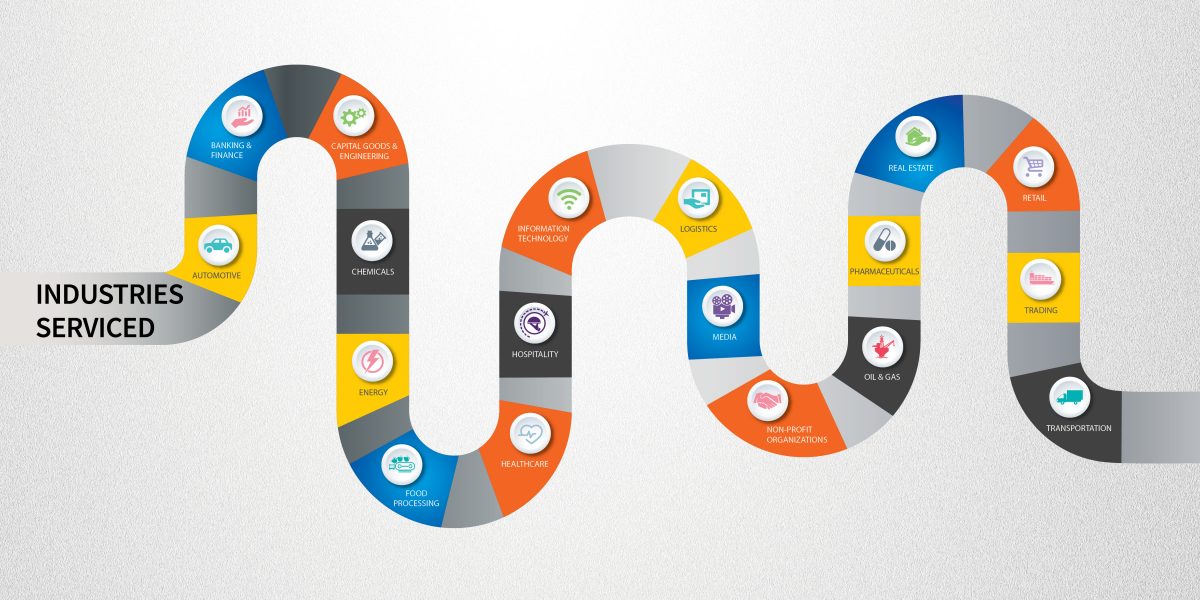 INDUSTRIES
SERVICED
AUTOMOTIVE
BANKING &
FINANCE
CAPITAL GOODS &
ENGINEERING
CHEMICALS
ENERGY
FOOD
PROCESSING
HEALTHCARE
HOSPITALITY
INFORMATION
TECHNOLOGY
LOGISTICS
MEDIA
NON-PROFIT
ORGANIZATIONS
OIL & GAS
PHARMACEUTICALS
REAL ESTATE
RETAIL
TRADING
TRANSPORTATION